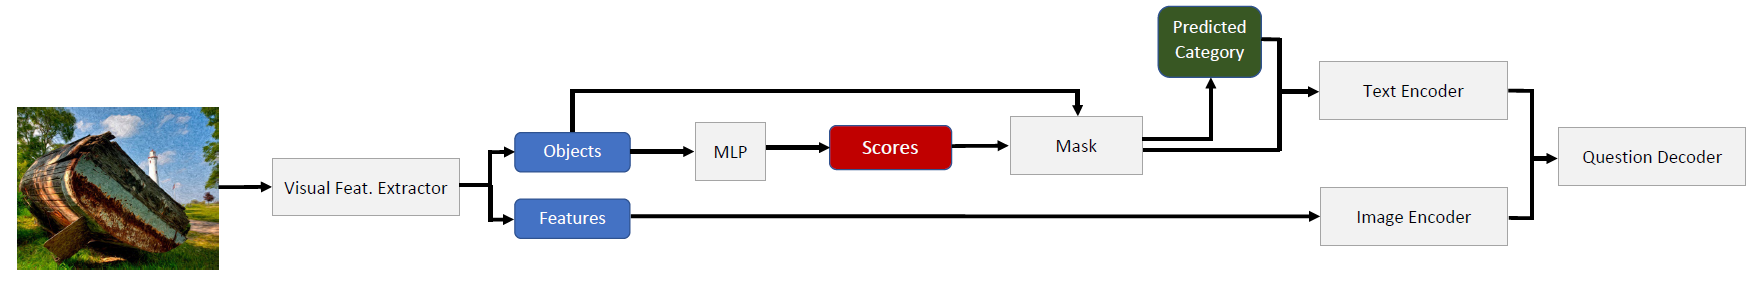 Visual Feat. Extractor
Objects
Features
MLP
Scores
Mask
Predicted
Category
Text Encoder
Image Encoder
Question Decoder